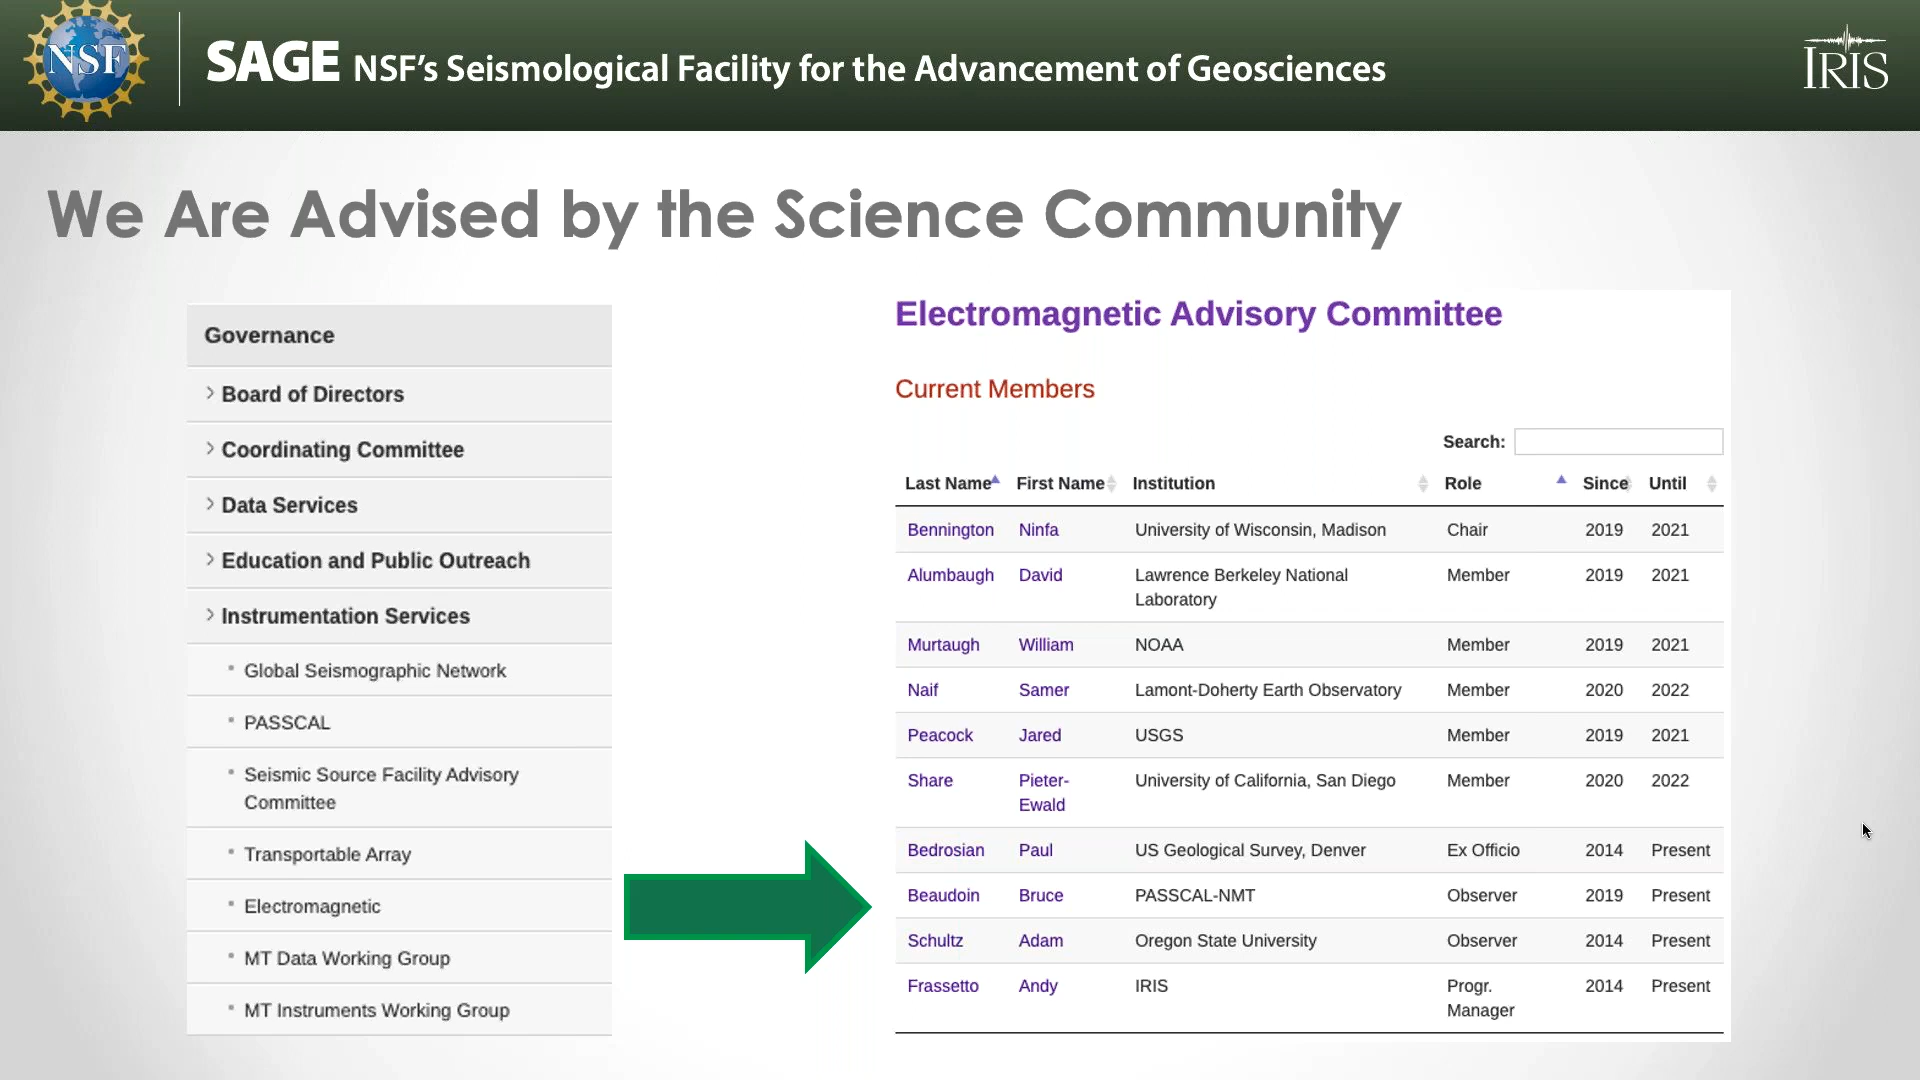 NSF
SAGE NSF's Seismological Facility for the Advancement of Geosciences
IRIS
We Are Advised by the Science Community
Governance
Board of Directors
Coordinating Committee
Data Services
Education and Public Outreach
Instrumentation Services
Global Seismographic Network
PASSCAL
Seismic Source Facility Advisory
Committee
Transportable Array
Electromagnetic
MT Data Working Group
MT Instruments Working Group
Electromagnetic Advisory Committee
Current Members
Search:
Last Name First Name Institution Role Since Until
Bennington Ninfa University of Wisconsin, Madison Chair 2019 2021
Alumbaugh David Lawrence Berkeley National Member 2019 2021
Laboratory
Murtaugh William NOAA Member 2019 2021
Naif Samer Lamont-Doherty Earth Observatory Member 2020 2022
Peacock Jared USGS Member 2019 2021
Share Pieter- University of California, San Diego Member 2020 2022
Ewald
Bedrosian Paul US Geological Survey, Denver Ex Officio 2014 Present
Beaudoin Bruce PASSCAL-NMT Observer 2019 Present
Schultz Adam Oregon State University Observer 2014 Present
Frassetto Andy IRIS Progr. 2014 Present
Manager